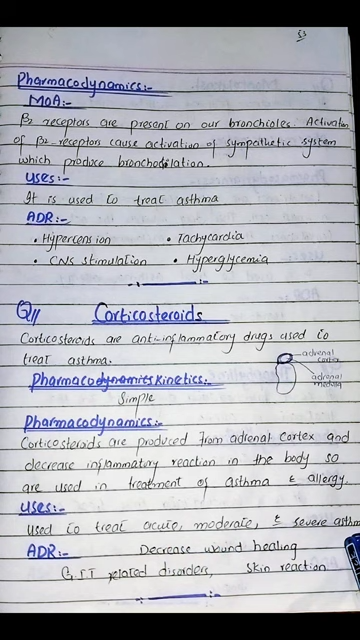 53
Pharmacodynamics:-
MOA:-
β2 receptors are present on our bronchioles. Activation
of β2 receptors cause activation of sympathetic system
which produce bronchodilation.
Uses:-
It is used to treat asthma
ADR:-
• Hypertension • Tachycardia
• CNS stimulation • Hyperglycemia
Q11 Corticosteroids
Corticosteroids are anti-inflammatory drugs used to
treat asthma.
adrenal cortex
adrenal medulla
Pharmacokinetics:-
Simple
Pharmacodynamics:-
Corticosteroids are produced from adrenal cortex and
decrease inflammatory reaction in the body so
are used in treatment of asthma & allergy.
Uses:-
Used to treat acute, moderate, & severe asthm
ADR:- Decrease wound healing
G.I.T related disorders, skin reaction